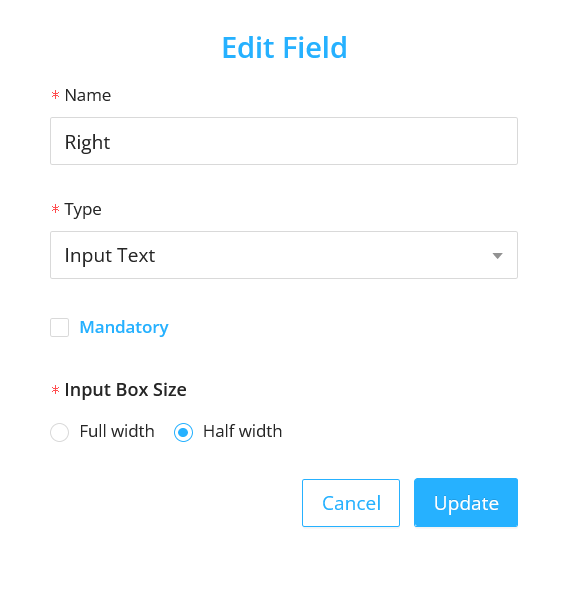 Edit Field
* Name
Right
* Type
Input Text
Mandatory
* Input Box Size
Full width Half width
Cancel Update